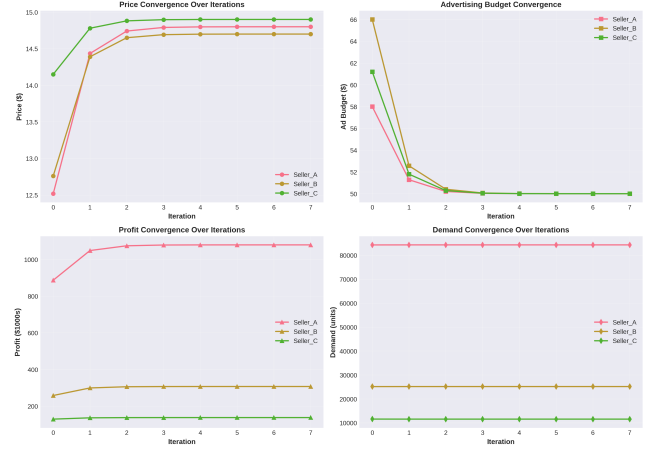 Price Convergence Over Iterations
15.0
14.5
14.0
13.5
13.0
12.5
Price ($)
Seller_A
Seller_B
Seller_C
0 1 2 3 4 5 6 7
Iteration
Advertising Budget Convergence
66
64
62
60
58
56
54
52
50
Ad Budget ($)
Seller_A
Seller_B
Seller_C
0 1 2 3 4 5 6 7
Iteration
Profit Convergence Over Iterations
1000
800
600
400
200
Profit ($1000s)
Seller_A
Seller_B
Seller_C
0 1 2 3 4 5 6 7
Iteration
Demand Convergence Over Iterations
80000
70000
60000
50000
40000
30000
20000
10000
Demand (units)
Seller_A
Seller_B
Seller_C
0 1 2 3 4 5 6 7
Iteration